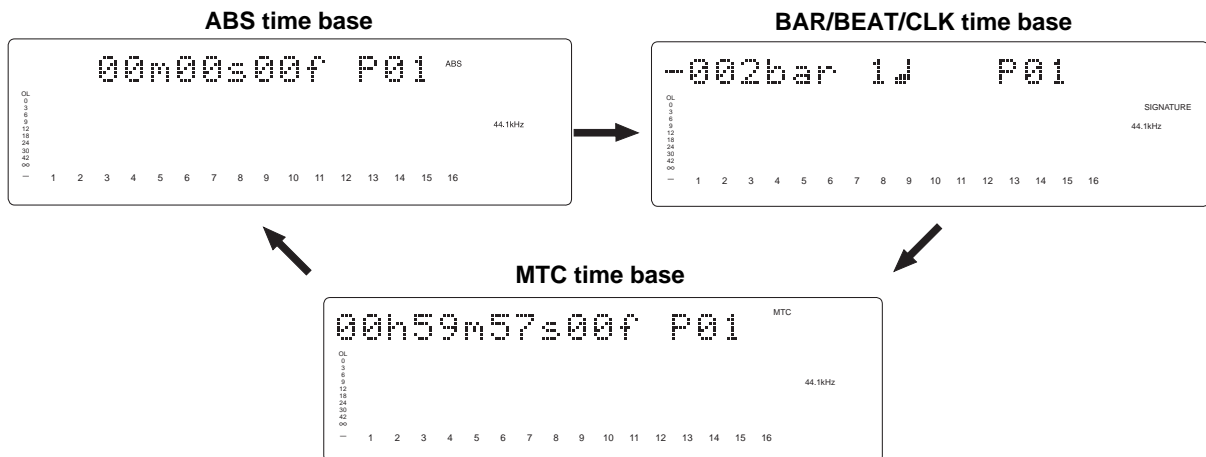 ABS time base
00m00s00f P01 ABS
OL
0
3
6
9
12
18
24
30
42
∞
—
44.1kHz
1 2 3 4 5 6 7 8 9 10 11 12 13 14 15 16
BAR/BEAT/CLK time base
-002bar 1♩ P01
SIGNATURE
OL
0
3
6
9
12
18
24
30
42
∞
—
44.1kHz
1 2 3 4 5 6 7 8 9 10 11 12 13 14 15 16
MTC time base
00h59m57s00f P01 MTC
OL
0
3
6
9
12
18
24
30
42
∞
—
44.1kHz
1 2 3 4 5 6 7 8 9 10 11 12 13 14 15 16